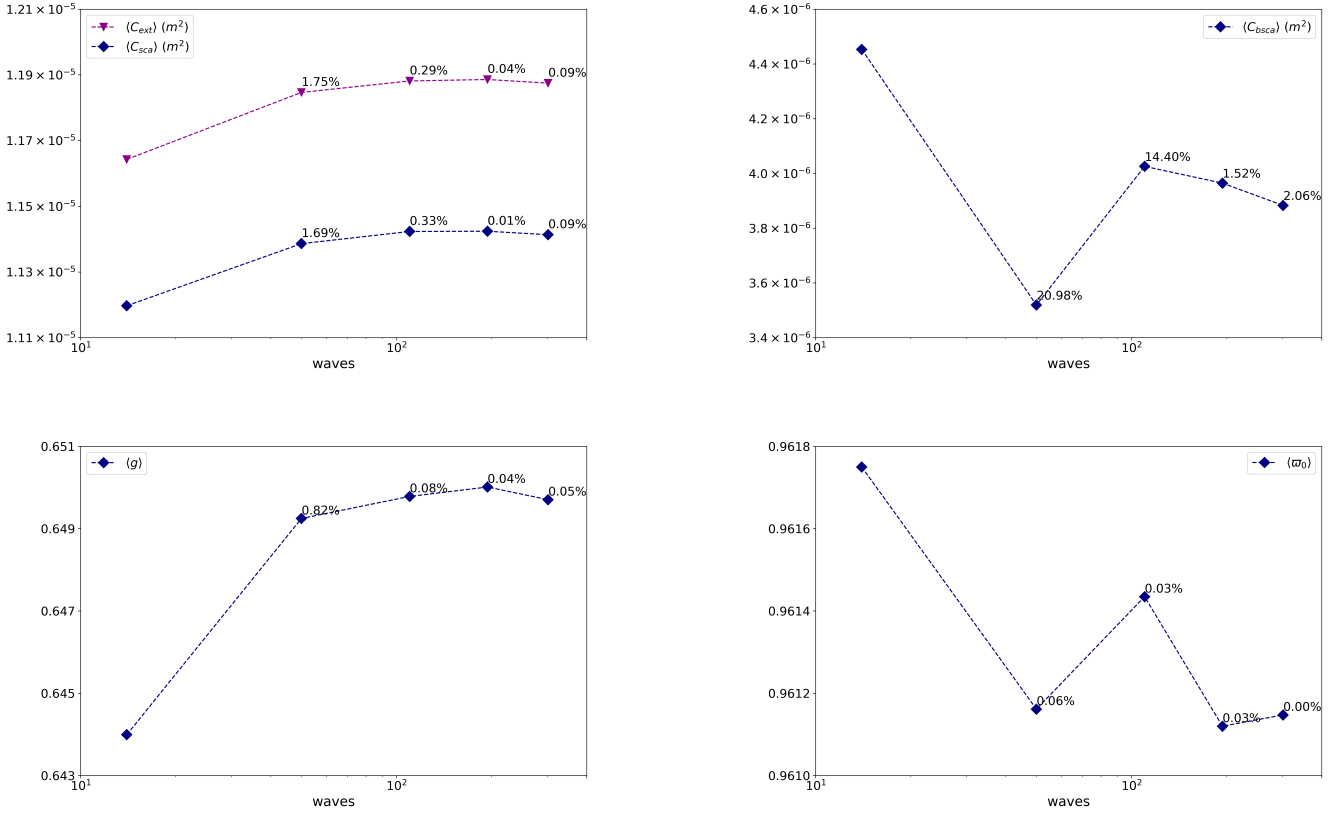 1.21 × 10⁻⁵
1.19 × 10⁻⁵
1.17 × 10⁻⁵
1.15 × 10⁻⁵
1.13 × 10⁻⁵
1.11 × 10⁻⁵
⟨C_ext⟩ (m²)
⟨C_sca⟩ (m²)
1.75%
0.29%
0.04%
0.09%
1.69%
0.33%
0.01%
0.09%
10¹
10²
waves
4.6 × 10⁻⁶
4.4 × 10⁻⁶
4.2 × 10⁻⁶
4.0 × 10⁻⁶
3.8 × 10⁻⁶
3.6 × 10⁻⁶
3.4 × 10⁻⁶
⟨C_bsca⟩ (m²)
20.98%
14.40%
1.52%
2.06%
10¹
10²
waves
0.651
0.649
0.647
0.645
0.643
⟨g⟩
0.82%
0.08%
0.04%
0.05%
10¹
10²
waves
0.9618
0.9616
0.9614
0.9612
0.9610
⟨ϖ₀⟩
0.06%
0.03%
0.03%
0.00%
10¹
10²
waves